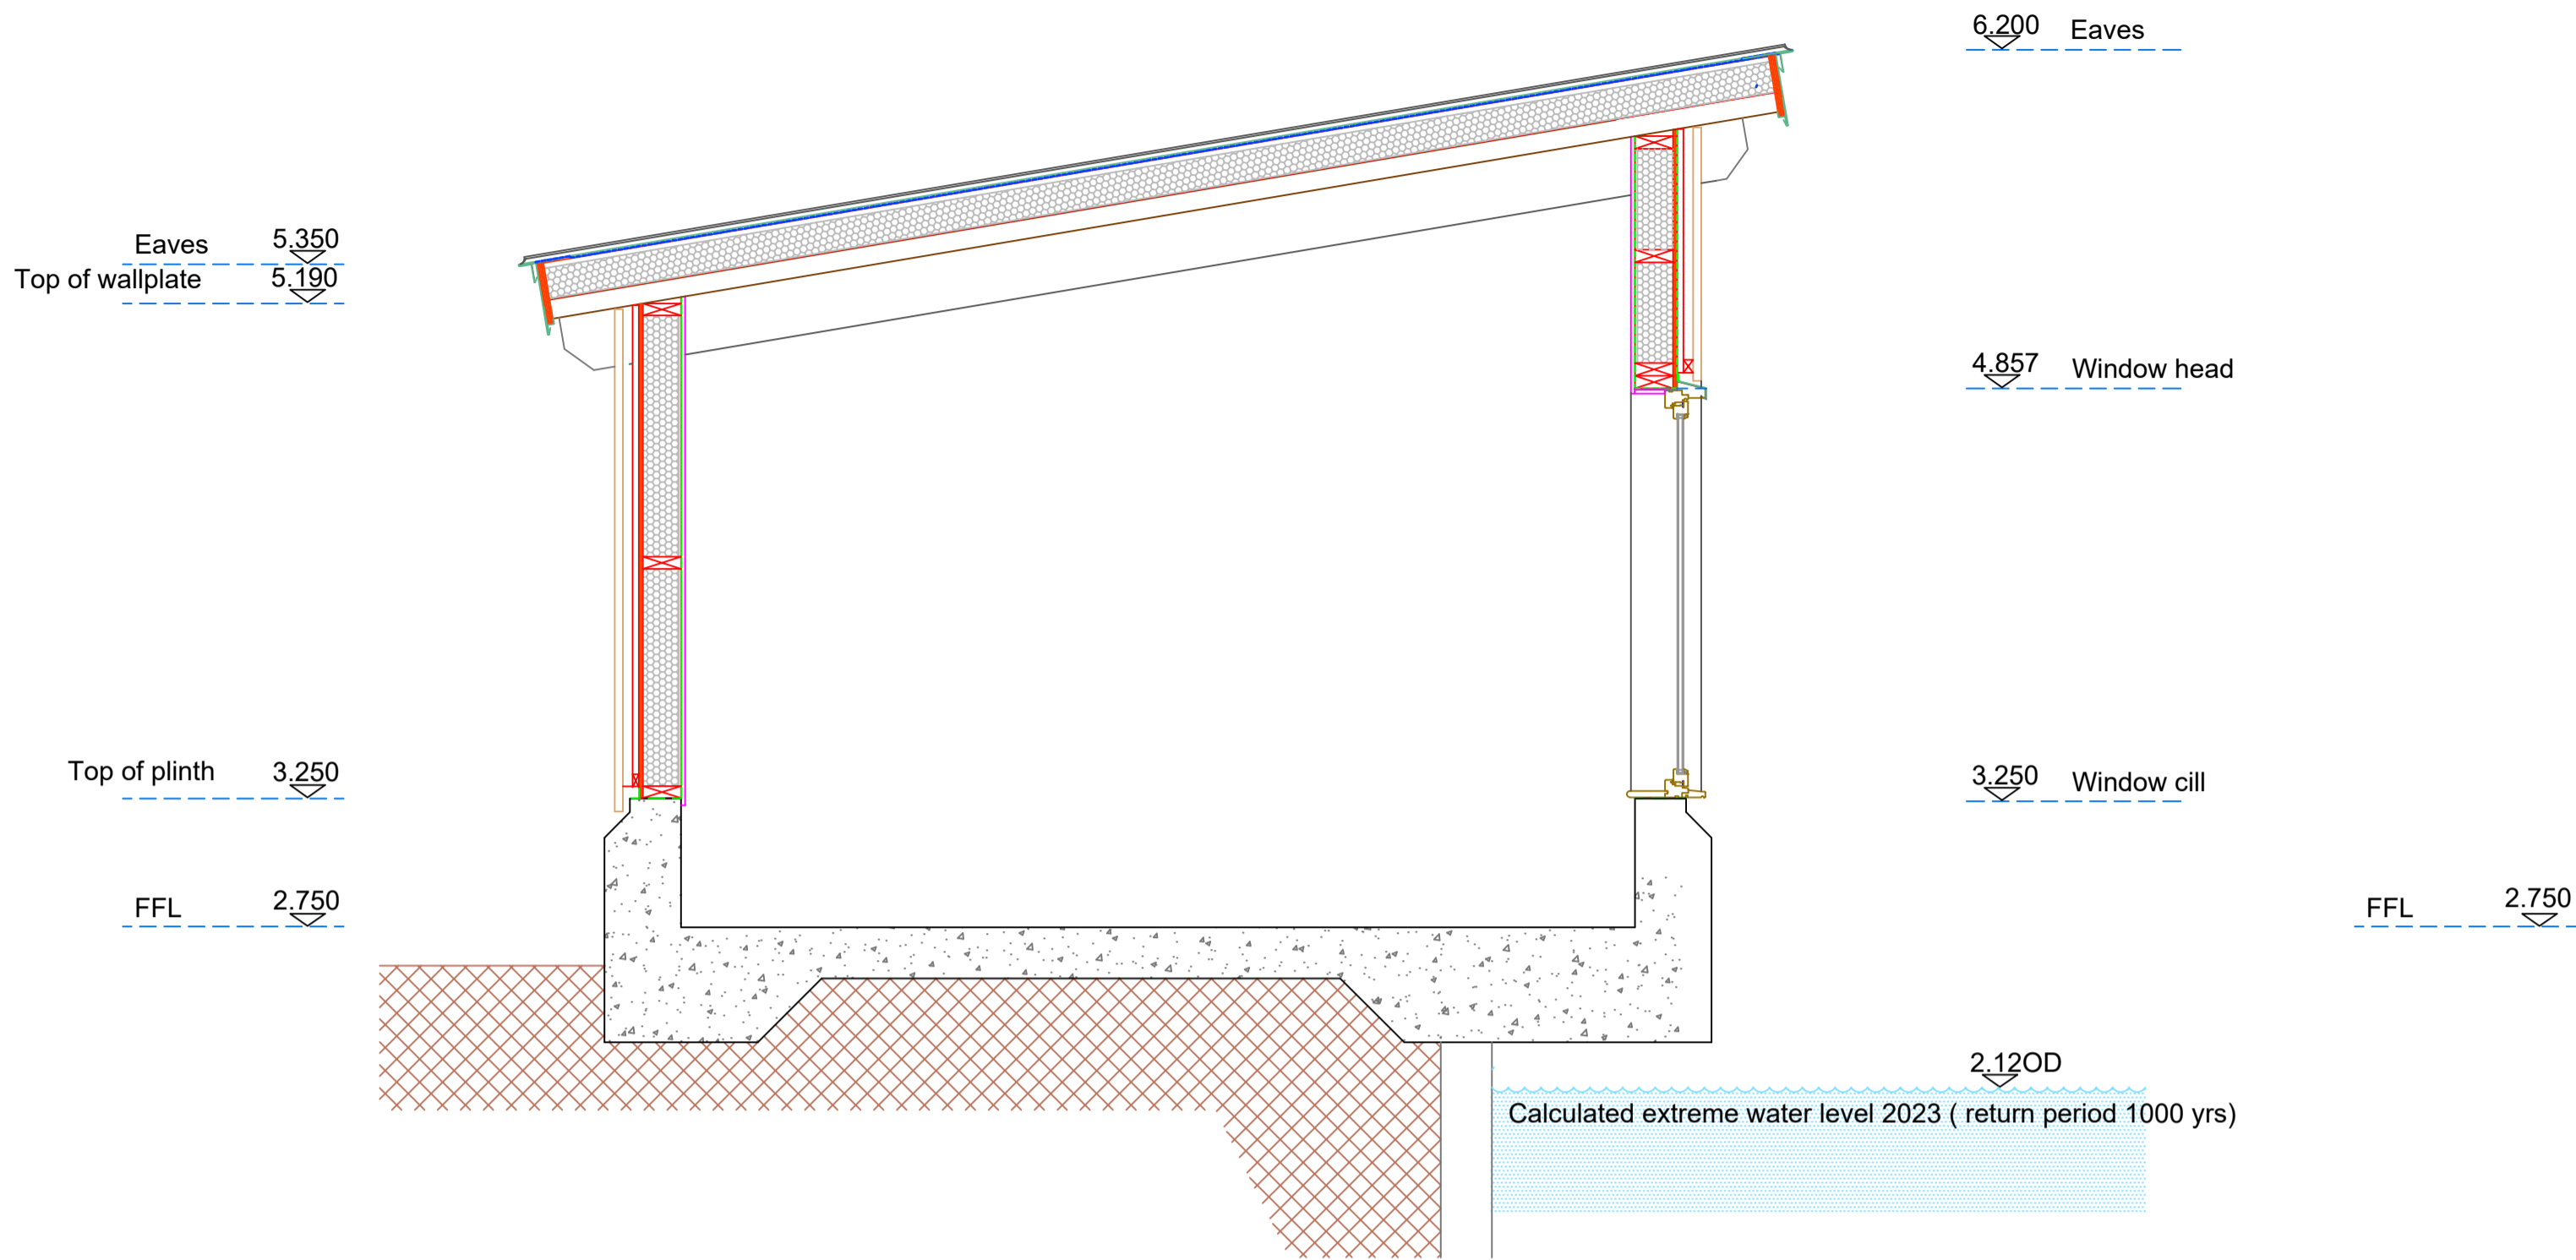 6.200 Eaves
Eaves 5.350
Top of wallplate 5.190
4.857 Window head
Top of plinth 3.250
3.250 Window cill
FFL 2.750
FFL 2.750
2.12OD
Calculated extreme water level 2023 ( return period 1000 yrs)